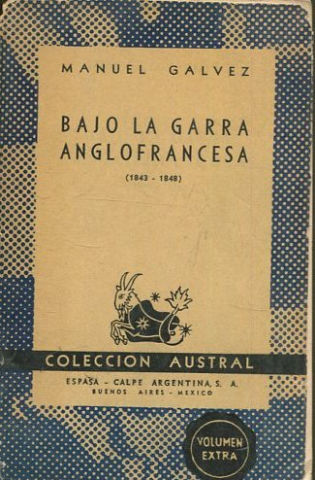 MANUEL GALVEZ
BAJO LA GARRA
ANGLOFRANCESA
(1843 - 1848)
COLECCION AUSTRAL
ESPASA - CALPE ARGENTINA, S. A.
BUENOS AIRES - MEXICO
VOLUMEN
EXTRA